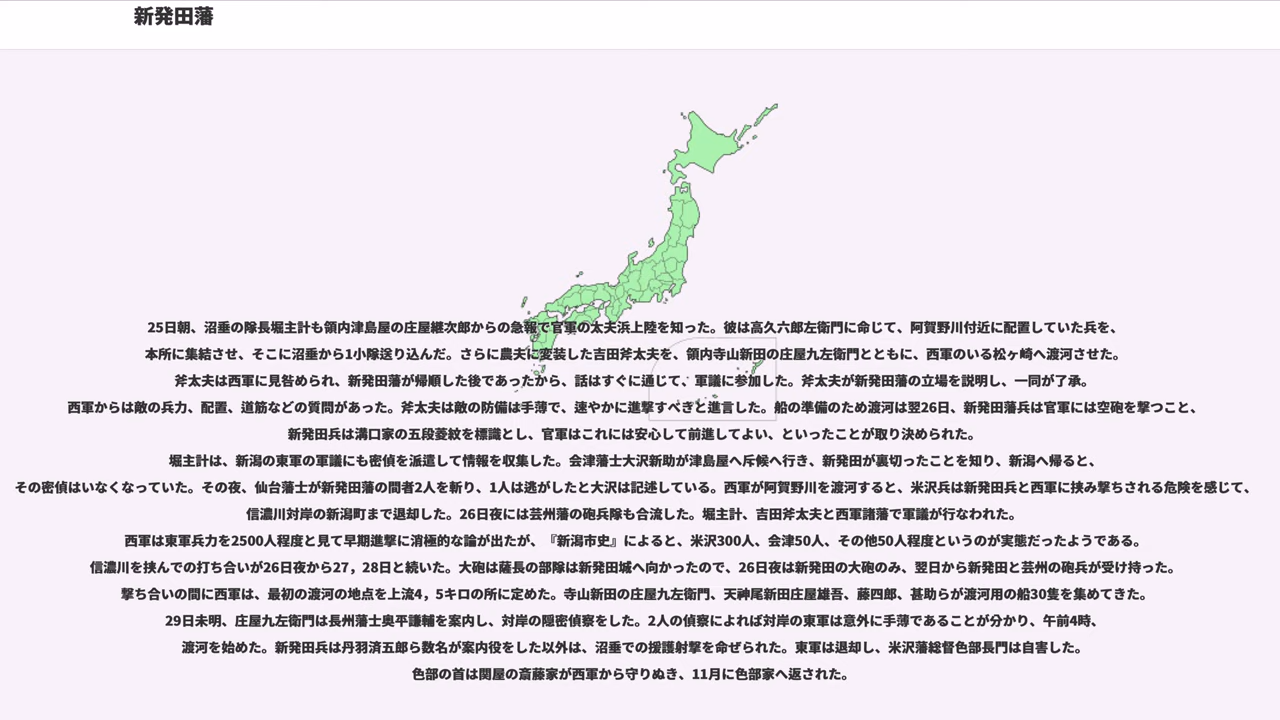 新発田藩
25日朝、沼垂の隊長堀主計も領内津島屋の庄屋継次郎からの急報で官軍の太夫浜上陸を知った。彼は高久六郎左衛門に命じて、阿賀野川付近に配置していた兵を、
本所に集結させ、そこに沼垂から1小隊送り込んだ。さらに農夫に変装した吉田斧太夫を、領内寺山新田の庄屋九左衛門とともに、西軍のいる松ヶ崎へ渡河させた。
斧太夫は西軍に見咎められ、新発田藩が帰順した後であったから、話はすぐに通じて、軍議に参加した。斧太夫が新発田藩の立場を説明し、一同が了承。
西軍からは敵の兵力、配置、道筋などの質問があった。斧太夫は敵の防備は手薄で、速やかに進撃すべきと進言した。船の準備のため渡河は翌26日、新発田藩兵は官軍には空砲を撃つこと、
新発田兵は溝口家の五段菱紋を標識とし、官軍はこれには安心して前進してよい、といったことが取り決められた。
堀主計は、新潟の東軍の軍議にも密偵を派遣して情報を収集した。会津藩士大沢新助が津島屋へ斥候へ行き、新発田が裏切ったことを知り、新潟へ帰ると、
その密偵はいなくなっていた。その夜、仙台藩士が新発田藩の間者2人を斬り、1人は逃がしたと大沢は記述している。西軍が阿賀野川を渡河すると、米沢兵は新発田兵と西軍に挟み撃ちされる危険を感じて、
信濃川対岸の新潟町まで退却した。26日夜には芸州藩の砲兵隊も合流した。堀主計、吉田斧太夫と西軍諸藩で軍議が行なわれた。
西軍は東軍兵力を2500人程度と見て早期進撃に消極的な論が出たが、『新潟市史』によると、米沢300人、会津50人、その他50人程度というのが実態だったようである。
信濃川を挟んでの打ち合いが26日夜から27，28日と続いた。大砲は薩長の部隊は新発田城へ向かったので、26日夜は新発田の大砲のみ、翌日から新発田と芸州の砲兵が受け持った。
撃ち合いの間に西軍は、最初の渡河の地点を上流4，5キロの所に定めた。寺山新田の庄屋九左衛門、天神尾新田庄屋雄吾、藤四郎、甚助らが渡河用の船30隻を集めてきた。
29日未明、庄屋九左衛門は長州藩士奥平謙輔を案内し、対岸の隠密偵察をした。2人の偵察によれば対岸の東軍は意外に手薄であることが分かり、午前4時、
渡河を始めた。新発田兵は丹羽済五郎ら数名が案内役をした以外は、沼垂での援護射撃を命ぜられた。東軍は退却し、米沢藩総督色部長門は自害した。
色部の首は関屋の斎藤家が西軍から守りぬき、11月に色部家へ返された。